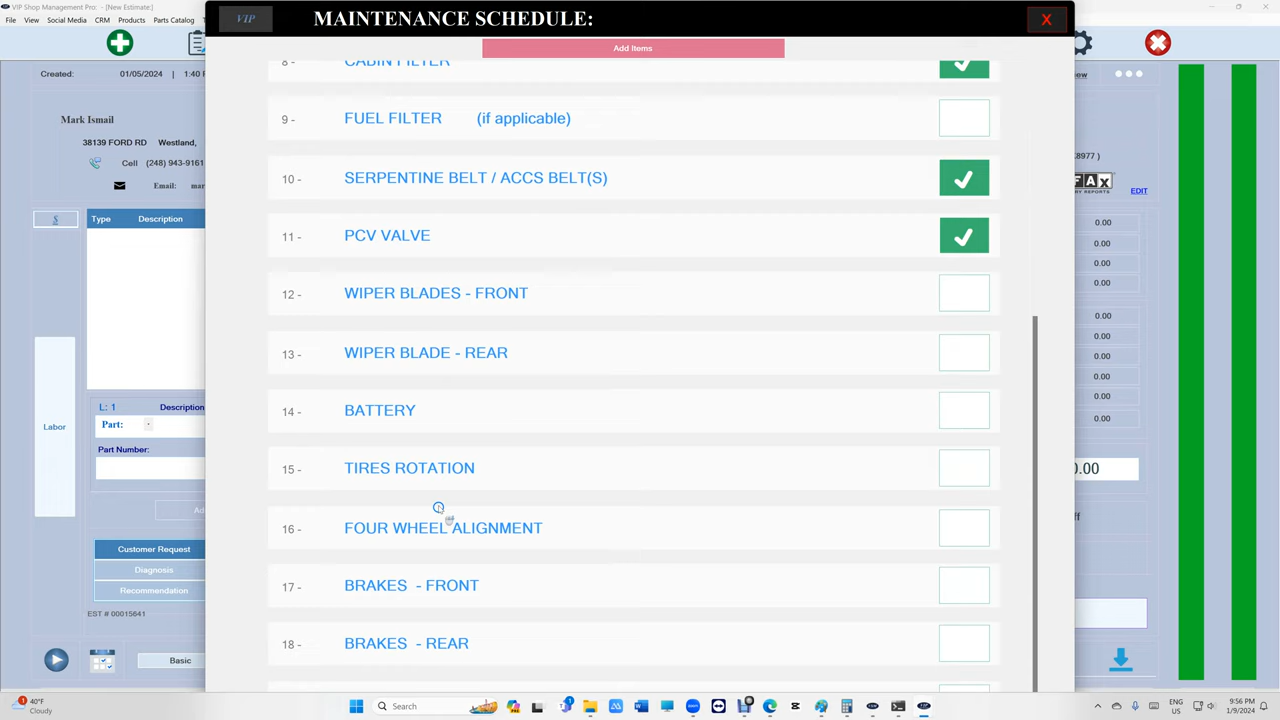 VIP Shop Management Pro: - [New Estimate:]
File View Social Media CRM Products Parts Catalog
VIP MAINTENANCE SCHEDULE: X
Add Items
Created: 01/05/2024 | 1:40
Mark Ismail
38139 FORD RD Westland,
Cell (248) 943-9161
Email: mar
8 - CABIN FILTER
9 - FUEL FILTER (if applicable)
10 - SERPENTINE BELT / ACCS BELT(S)
11 - PCV VALVE
12 - WIPER BLADES - FRONT
13 - WIPER BLADE - REAR
14 - BATTERY
15 - TIRES ROTATION
16 - FOUR WHEEL ALIGNMENT
17 - BRAKES - FRONT
18 - BRAKES - REAR
S Type Description
L: 1 Description
Part:
Part Number:
Labor
Customer Request
Diagnosis
Recommendation
EST # 00015641
Basic
8977 )
EDIT
0.00
0.00
0.00
0.00
0.00
0.00
0.00
0.00
0.00
0.00
40°F
Cloudy
Search
ENG
US
9:56 PM
1/9/2024